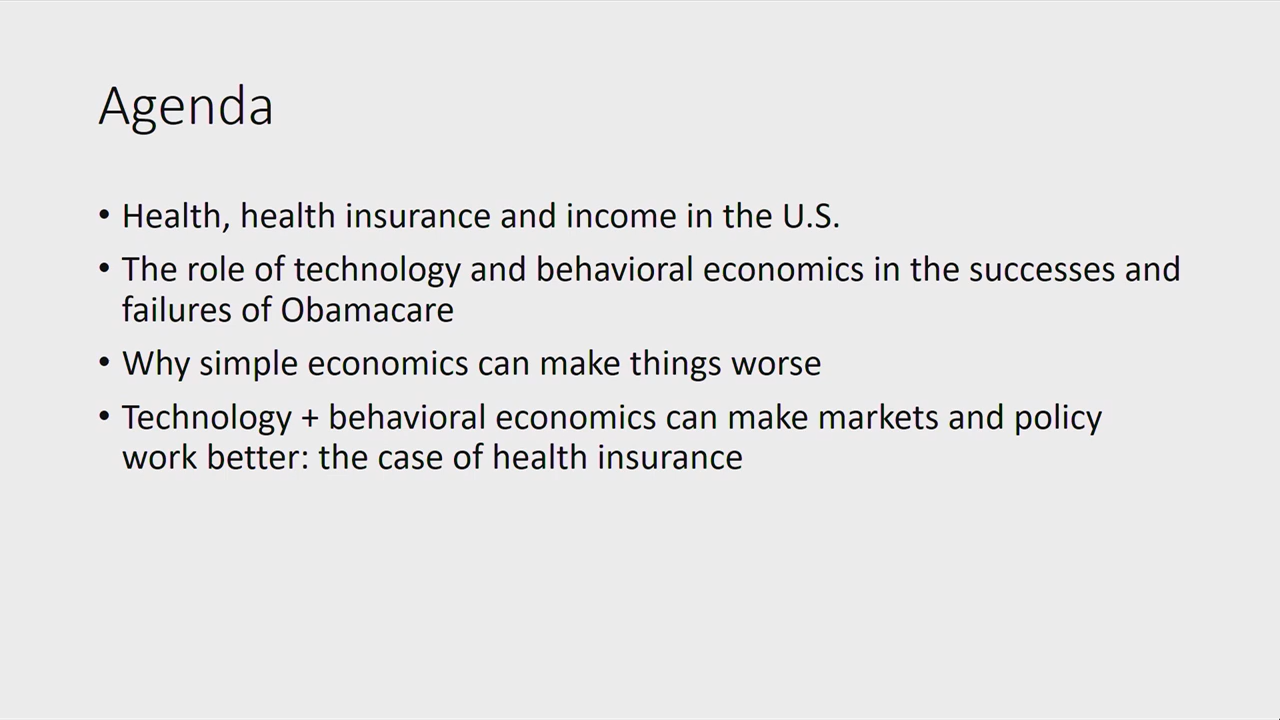 Agenda
• Health, health insurance and income in the U.S.
• The role of technology and behavioral economics in the successes and
failures of Obamacare
• Why simple economics can make things worse
• Technology + behavioral economics can make markets and policy
work better: the case of health insurance